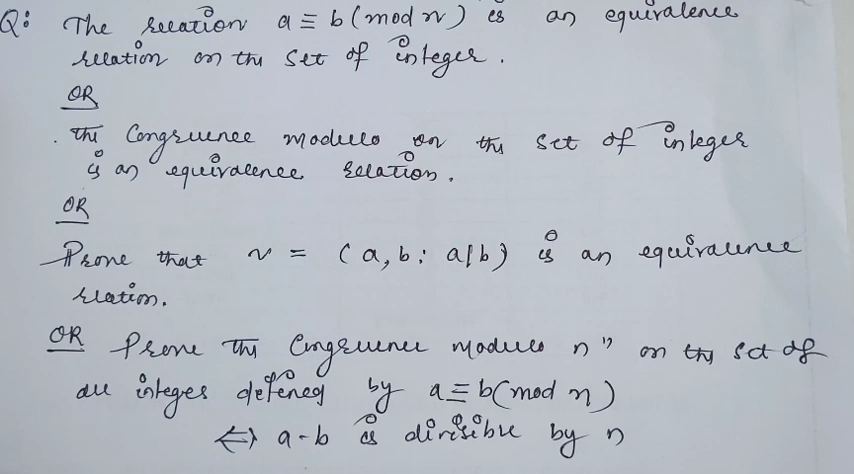 Q: The relation a ≡ b (mod n) is an equivalence
relation on the set of integer.
OR
. The Congruence modulo on the set of integer
is an equivalence relation.
OR
Prove that r = (a, b : a|b) is an equivalence
relation.
OR Prove the Congruence modulo n" on the set of
all integes defined by a ≡ b (mod n)
⇔ a - b is divisible by n